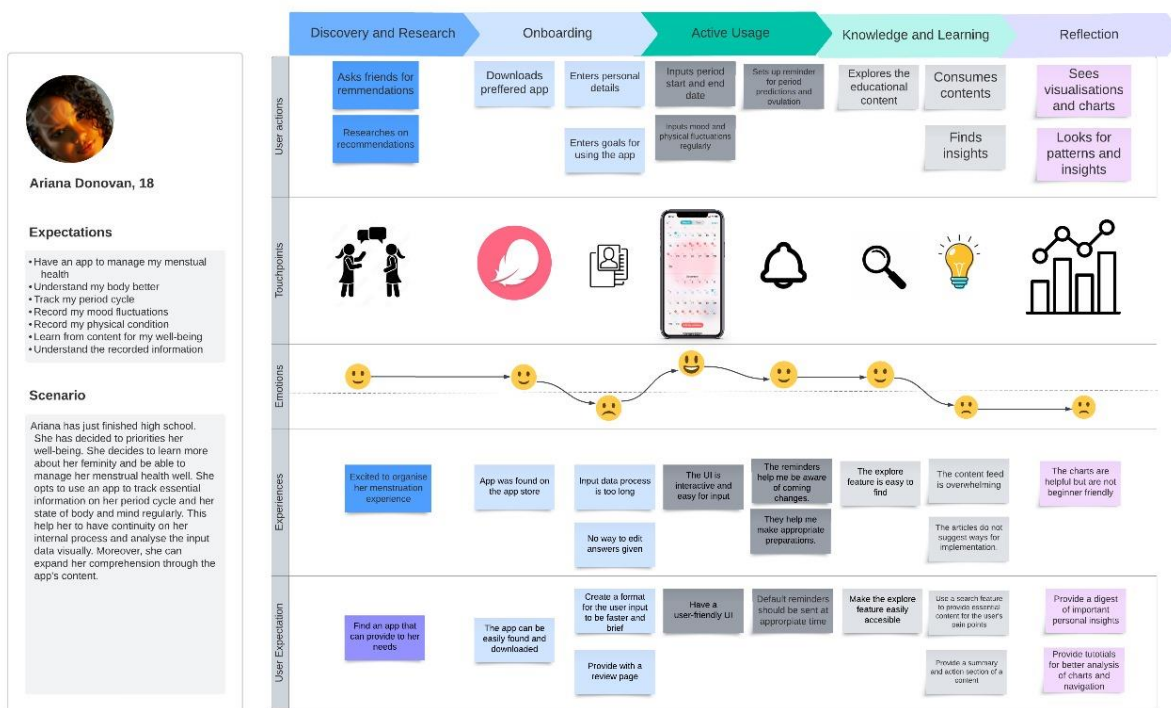 Discovery and Research
Onboarding
Active Usage
Knowledge and Learning
Reflection
Ariana Donovan, 18
Expectations
•Have an app to manage my menstual
health
•Understand my body better
•Track my period cycle
•Record my mood fluctuations
•Record my physical condition
•Learn from content for my well-being
•Understand the recorded information
Scenario
Ariana has just finished high school.
She has decided to priorities her
well-being. She decides to learn more
about her feminity and be able to
manage her menstrual health well. She
opts to use an app to track essential
information on her period cycle and her
state of body and mind regularly. This
help her to have continuity on her
internal process and analyse the input
data visually. Moreover, she can
expand her comprehension through the
app's content.
User actions
Asks friends for
remmendations
Researches on
recommendations
Downloads
preffered app
Enters personal
details
Enters goals for
using the app
Inputs period
start and end
date
Inputs mood and
physical fluctuations
regularly
Sets up reminder
for period
predictions and
ovulation
Explores the
educational
content
Consumes
contents
Finds
insights
Sees
visualisations
and charts
Looks for
patterns and
insights
Touchpoints
Emotions
Experiences
Excited to organise
her menstruation
experience
App was found on
the app store
Input data process
is too long
No way to edit
answers given
The UI is
interactive and
easy for input
The reminders
help me be aware
of coming
changes.
They help me
make appropriate
preparations.
The explore
feature is easy to
find
The content feed
is overwhelming
The articles do not
suggest ways for
implementation.
The charts are
helpful but are not
beginner friendly
User Expectation
Find an app that
can provide to her
needs
The app can be
easily found and
downloaded
Create a format
for the user input
to be faster and
brief
Provide with a
review page
Have a
user-friendly UI
Default reminders
should be sent at
approrpiate time
Make the explore
feature easily
accesible
Use a search feature
to provide essential
content for the user's
pain points
Provide a summary
and action section of a
content
Provide a digest
of important
personal insights
Provide tutotials
for better analysis
of charts and
navigation